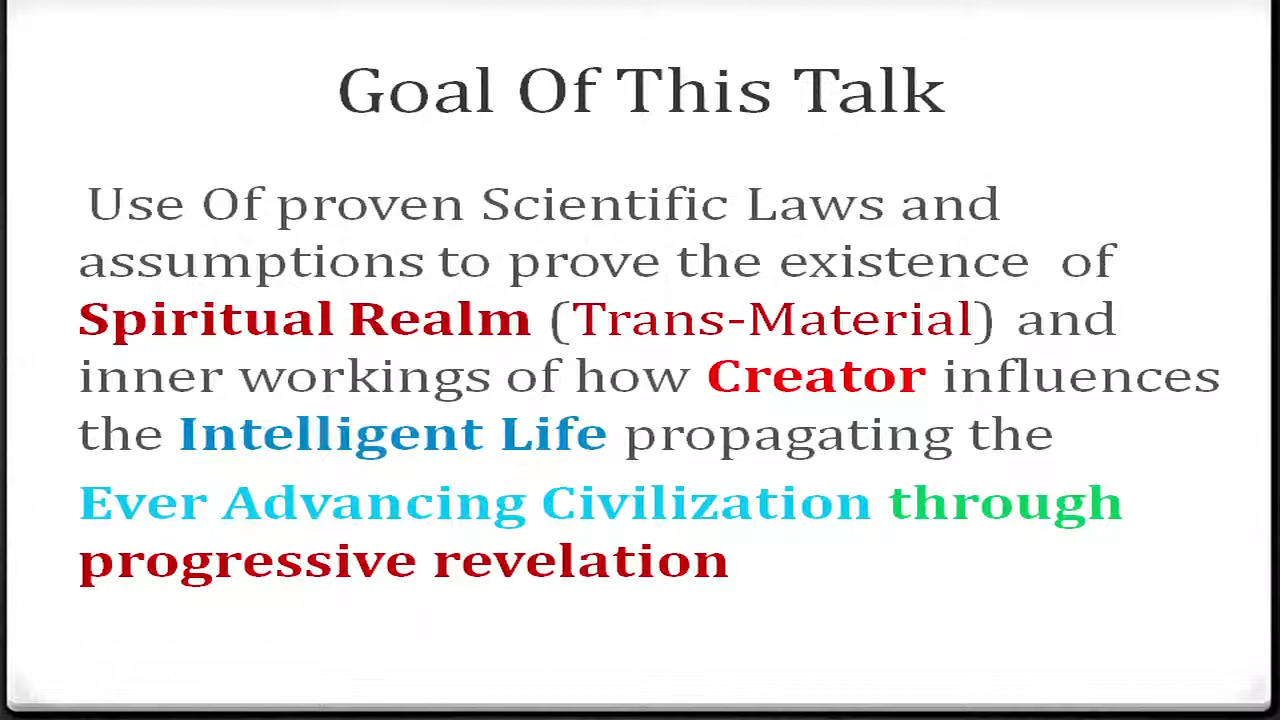 Goal Of This Talk
Use Of proven Scientific Laws and
assumptions to prove the existence of
Spiritual Realm (Trans-Material) and
inner workings of how Creator influences
the Intelligent Life propagating the
Ever Advancing Civilization through
progressive revelation